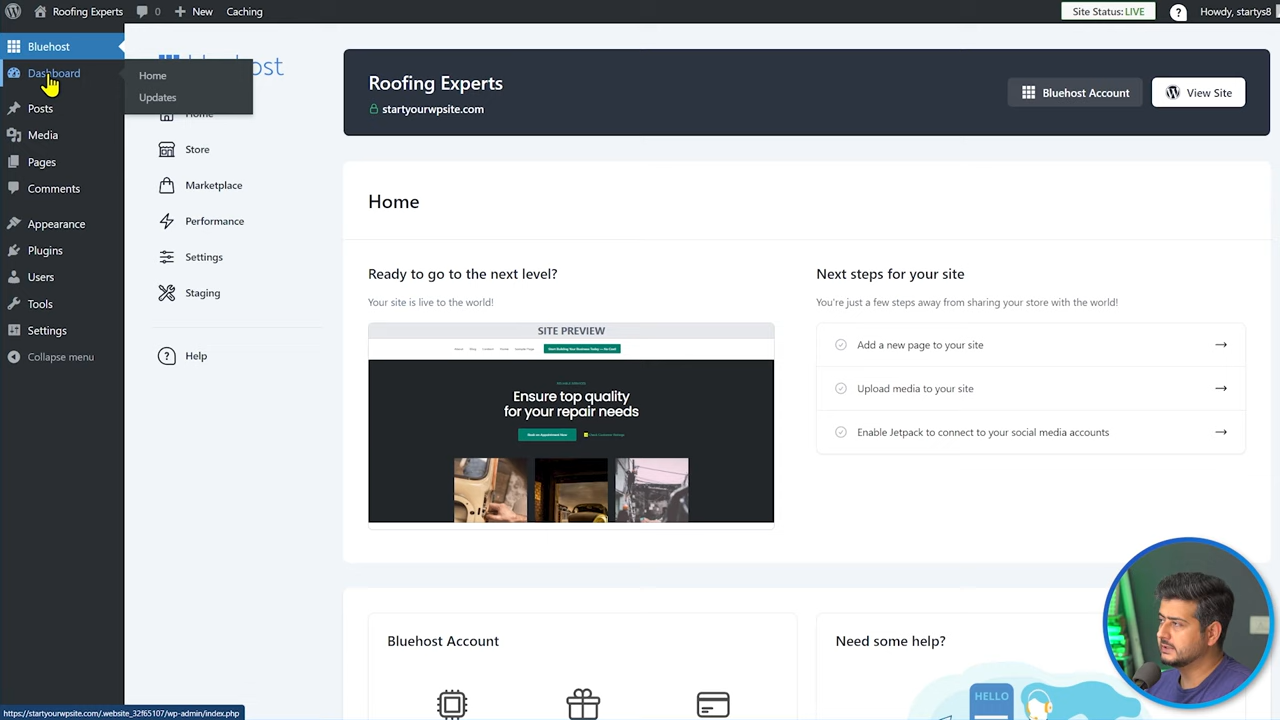 Roofing Experts
0
+ New
Caching
Site Status: LIVE
?
Howdy, startys8
Bluehost
Dashboard
Home
Updates
Posts
Media
Pages
Comments
Appearance
Plugins
Users
Tools
Settings
Collapse menu
Store
Marketplace
Performance
Settings
Staging
? Help
Roofing Experts
startyourwpsite.com
Bluehost Account
View Site
Home
Ready to go to the next level?
Your site is live to the world!
SITE PREVIEW
Ensure top quality
for your repair needs
Book an Appointment Now
Next steps for your site
You're just a few steps away from sharing your store with the world!
Add a new page to your site
Upload media to your site
Enable Jetpack to connect to your social media accounts
Bluehost Account
Need some help?
HELLO
https://startyourwpsite.com/.website_32f65107/wp-admin/index.php